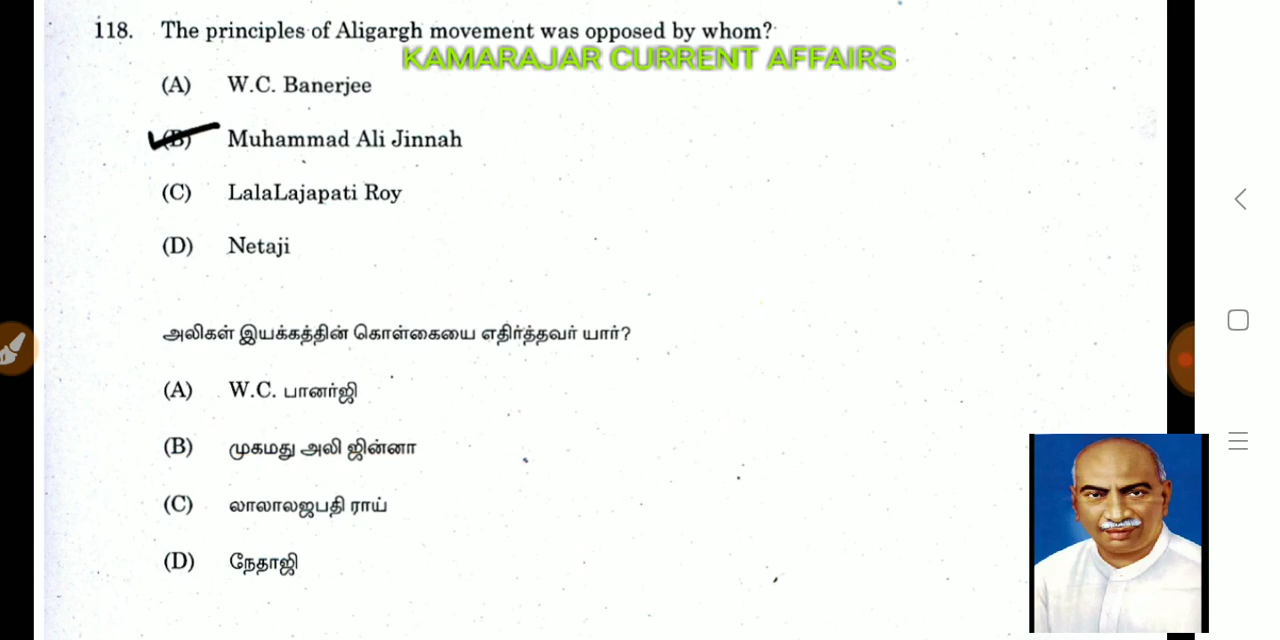 118. The principles of Aligargh movement was opposed by whom?
KAMARAJAR CURRENT AFFAIRS
(A) W.C. Banerjee
(B) Muhammad Ali Jinnah
(C) LalaLajapati Roy
(D) Netaji
அலிகள் இயக்கத்தின் கொள்கையை எதிர்த்தவர் யார்?
(A) W.C. பானர்ஜி
(B) முகமது அலி ஜின்னா
(C) லாலாலஜபதி ராய்
(D) நேதாஜி